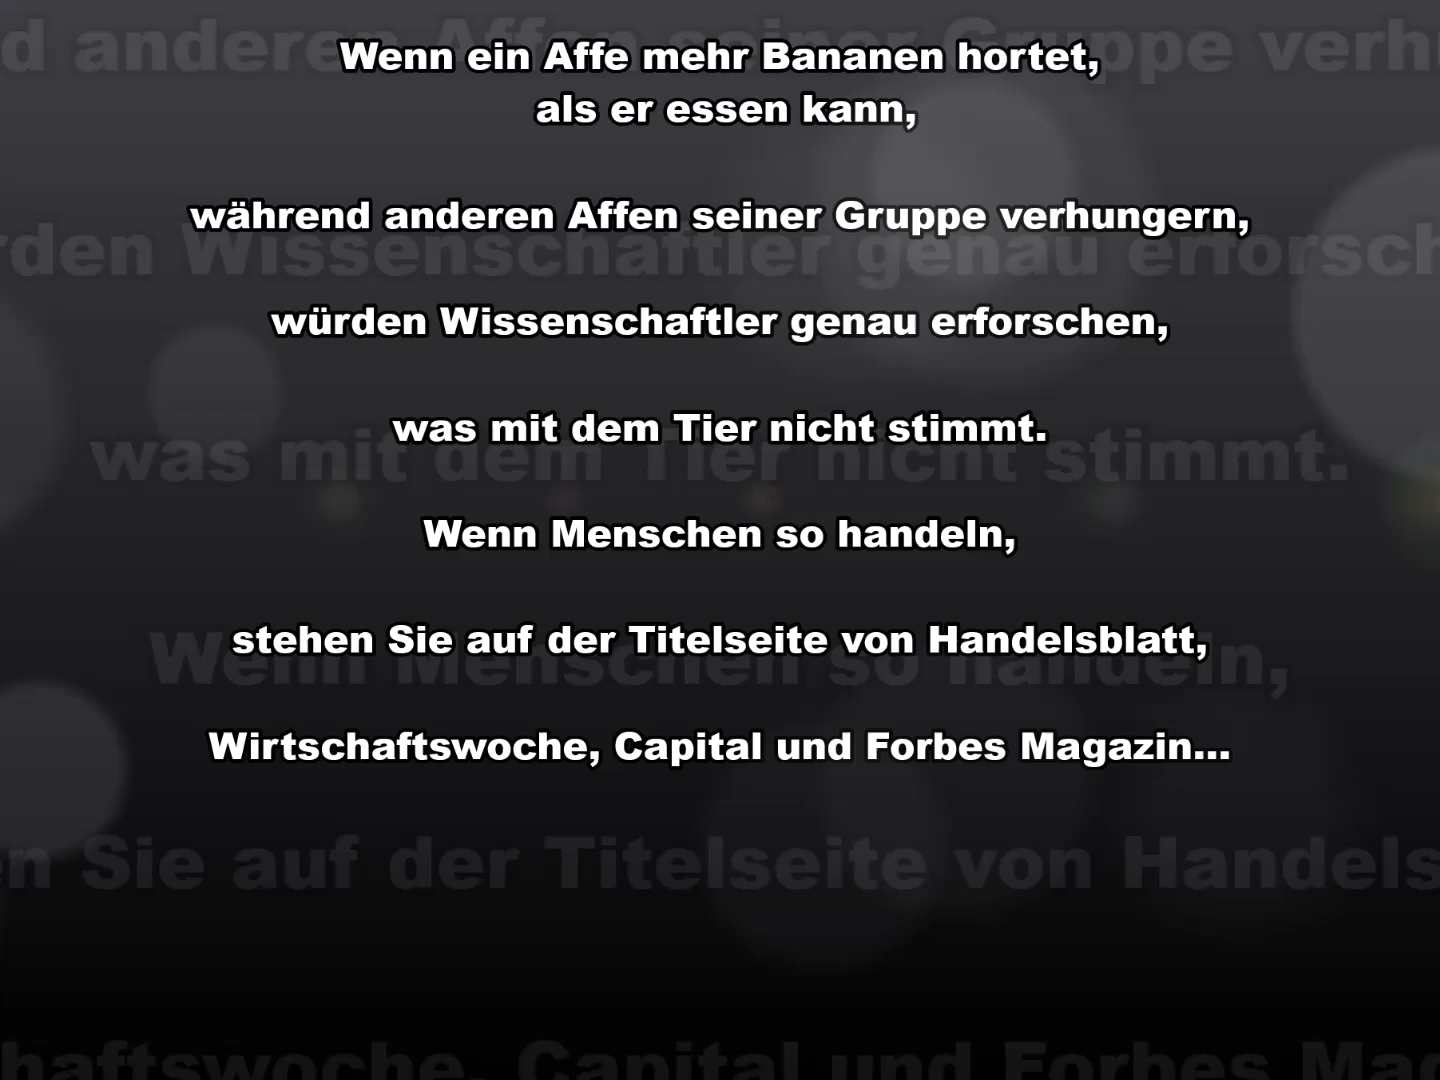 Wenn ein Affe mehr Bananen hortet,
als er essen kann,
während anderen Affen seiner Gruppe verhungern,
würden Wissenschaftler genau erforschen,
was mit dem Tier nicht stimmt.
Wenn Menschen so handeln,
stehen Sie auf der Titelseite von Handelsblatt,
Wirtschaftswoche, Capital und Forbes Magazin...